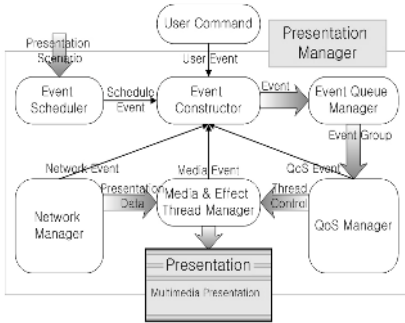 User Command
Presentation
Manager
Presentation
Scenario
User Event
Event
Scheduler
Schedule
Event
Event
Constructor
Event
Event Queue
Manager
Event Group
Network Event
Media Event
QoS Event
Network
Manager
Presentation
Data
Media & Effect
Thread Manager
Thread
Control
QoS Manager
Presentation
Multimedia Presentation